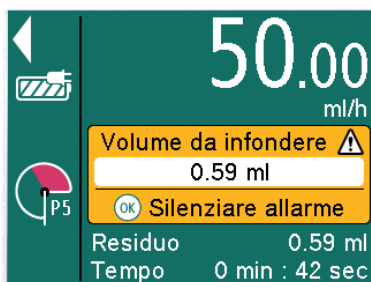 50.00
ml/h
Volume da infondere
0.59 ml
OK Silenziare allarme
P5
Residuo 0.59 ml
Tempo 0 min : 42 sec